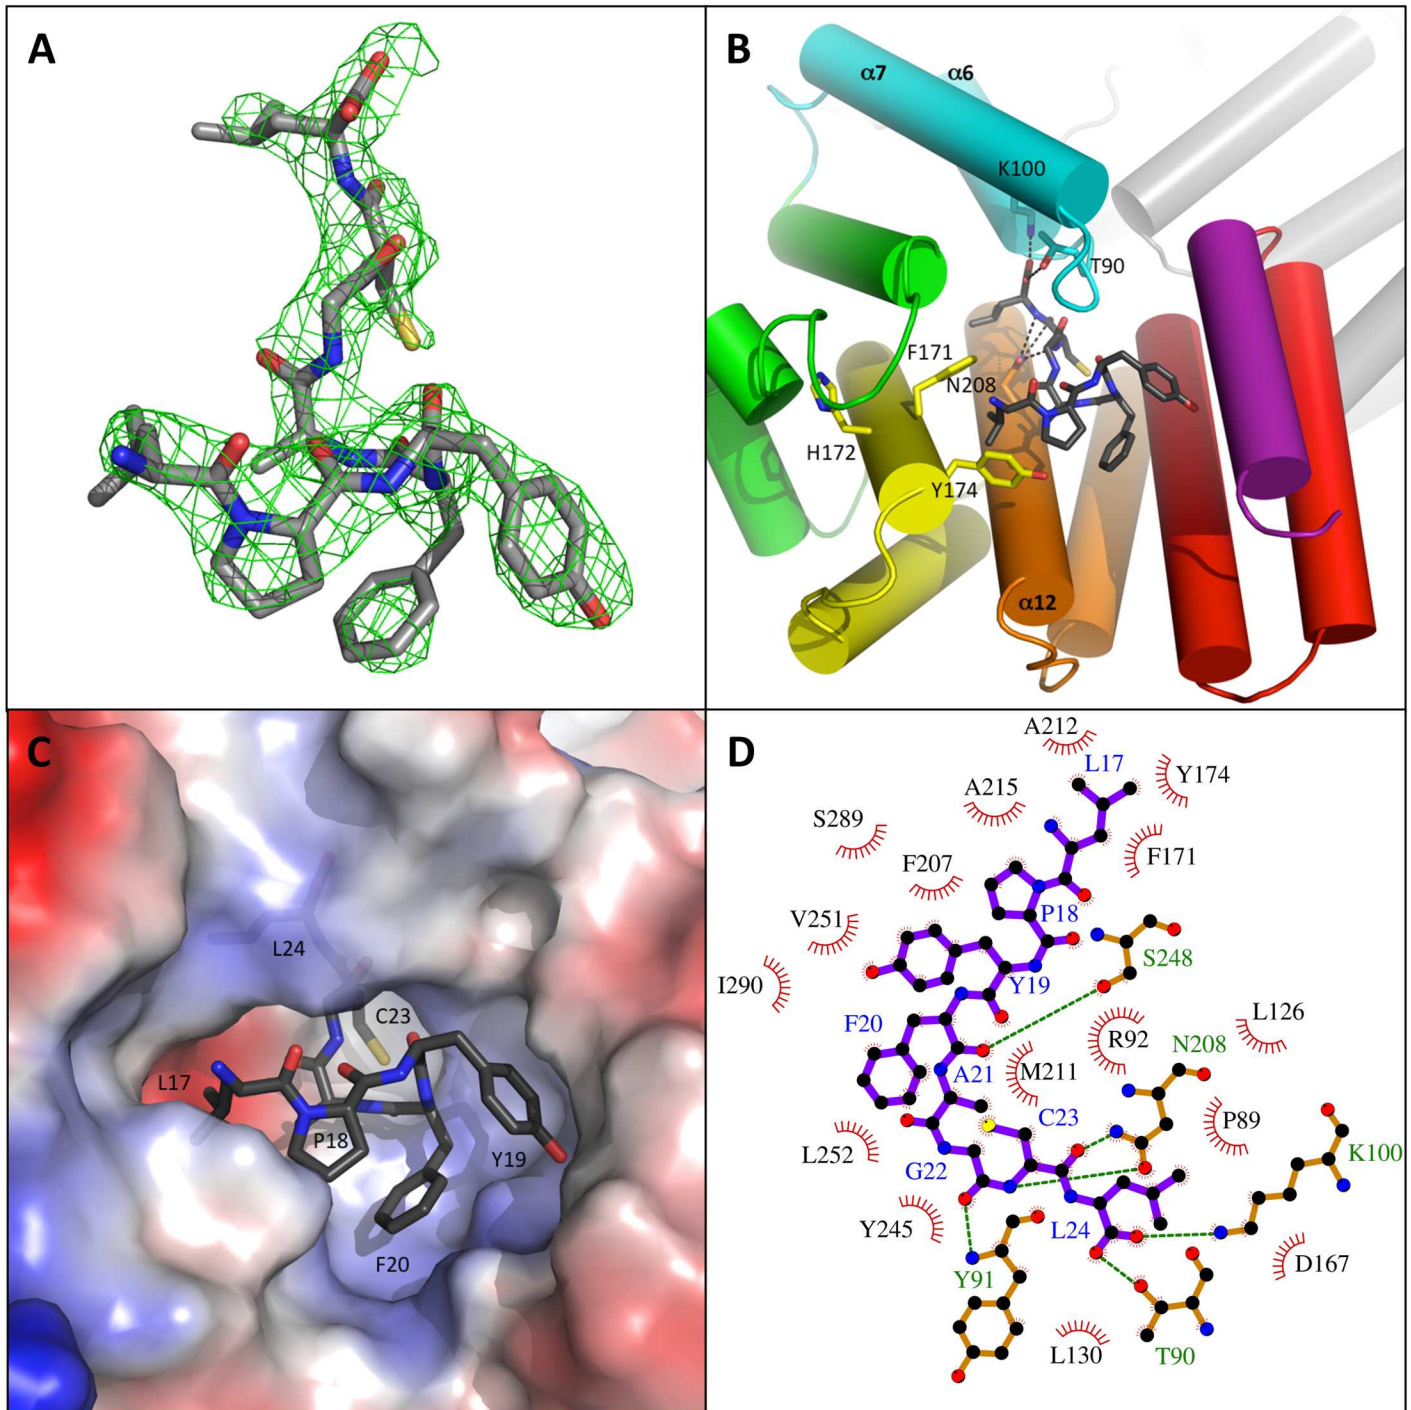 A
B
α7
α6
K100
T90
F171
N208
H172
Y174
α12
C
L24
C23
L17
P18
Y19
F20
D
A212
L17
Y174
A215
S289
F171
F207
P18
V251
S248
I290
Y19
F20
L126
R92
N208
A21
M211
C23
P89
K100
L252
G22
Y245
L24
D167
Y91
L130
T90